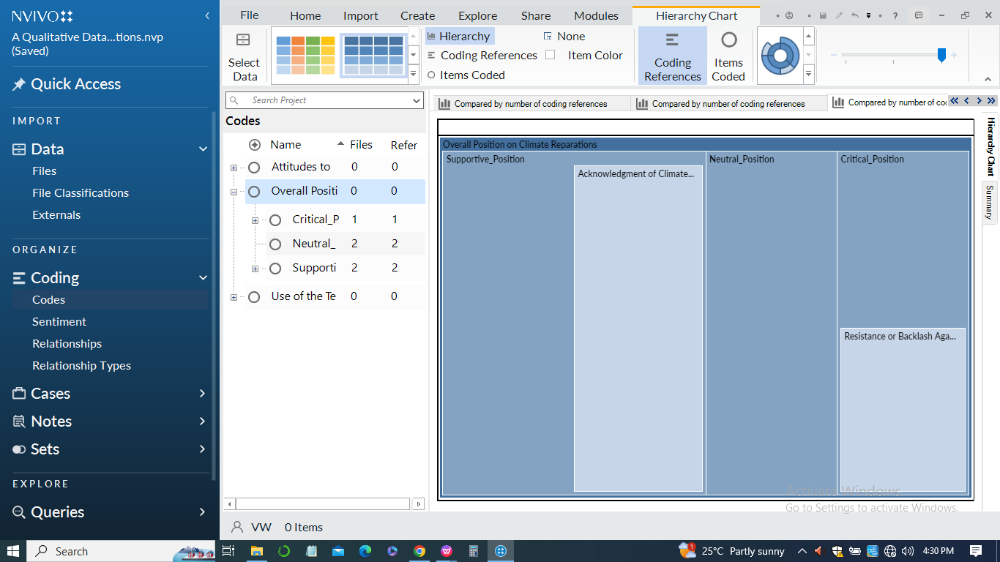 NVIVO
A Qualitative Data...tions.nvp
(Saved)
Quick Access
IMPORT
Data
Files
File Classifications
Externals
ORGANIZE
Coding
Codes
Sentiment
Relationships
Relationship Types
Cases
Notes
Sets
EXPLORE
Queries
File
Home
Import
Create
Explore
Share
Modules
Hierarchy Chart
Select
Data
Hierarchy
None
Coding References
Item Color
Items Coded
Coding
References
Items
Coded
Search Project
Codes
Name Files Refer
Attitudes to 0 0
Overall Positi 0 0
Critical_P 1 1
Neutral_ 2 2
Supporti 2 2
Use of the Te 0 0
Compared by number of coding references
Compared by number of coding references
Compared by number of co
Overall Position on Climate Reparations
Supportive_Position
Acknowledgment of Climate...
Neutral_Position
Critical_Position
Resistance or Backlash Aga...
Hierarchy Chart
Summary
Activate Windows
Go to Settings to activate Windows.
VW 0 Items
Search
1
25°C Partly sunny
4:30 PM